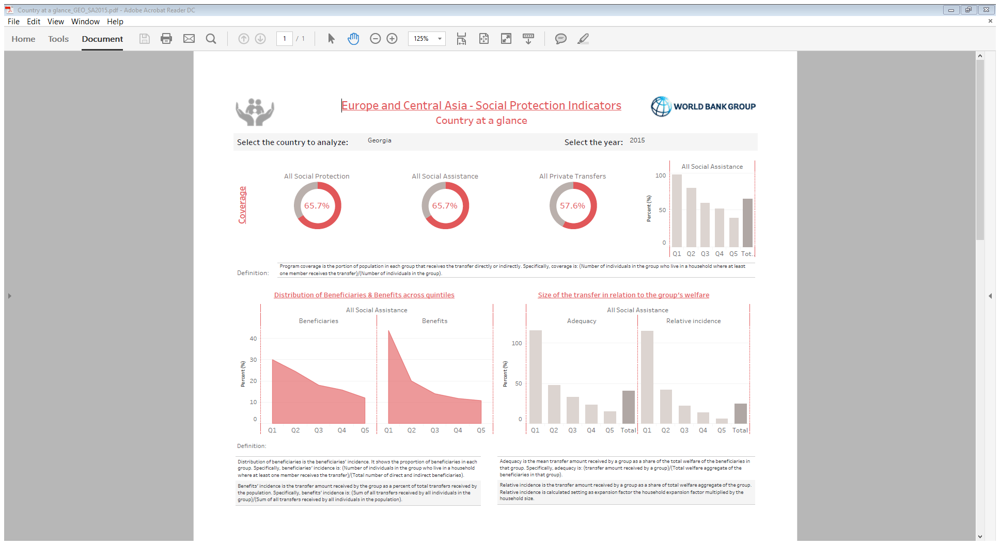 Country at a glance_GEO_SA2015.pdf - Adobe Acrobat Reader DC
File Edit View Window Help
Home Tools Document 1 / 1 125%
Europe and Central Asia - Social Protection Indicators
WORLD BANK GROUP
Country at a glance
Select the country to analyze: Georgia Select the year: 2015
Coverage
All Social Protection
65.7%
All Social Assistance
65.7%
All Private Transfers
57.6%
All Social Assistance
Percent (%)
100
50
0
Q1 Q2 Q3 Q4 Q5 Tot..
Definition:
Program coverage is the portion of population in each group that receives the transfer directly or indirectly. Specifically, coverage is: (Number of individuals in the group who live in a household where at least
one member receives the transfer)/(Number of individuals in the group).
Distribution of Beneficiaries & Benefits across quintiles
All Social Assistance
Beneficiaries Benefits
Percent (%)
40
30
20
10
0
Q1 Q2 Q3 Q4 Q5 Q1 Q2 Q3 Q4 Q5
Size of the transfer in relation to the group's welfare
All Social Assistance
Adequacy Relative incidence
Percent (%)
100
50
0
Q1 Q2 Q3 Q4 Q5 Total Q1 Q2 Q3 Q4 Q5 Total
Definition:
Distribution of beneficiaries is the beneficiaries' incidence. It shows the proportion of beneficiaries in each
group. Specifically, beneficiaries' incidence is: (Number of individuals in the group who live in a household
where at least one member receives the transfer)/(Total number of direct and indirect beneficiaries).
Benefits' incidence is the transfer amount received by the group as a percent of total transfers received by
the population. Specifically, benefits' incidence is: (Sum of all transfers received by all individuals in the
group)/(Sum of all transfers received by all individuals in the population).
Adequacy is the mean transfer amount received by a group as a share of the total welfare of the beneficiaries in
that group. Specifically, adequacy is: (transfer amount received by a group)/(Total welfare aggregate of the
beneficiaries in that group).
Relative incidence is the transfer amount received by a group as a share of total welfare aggregate of the group.
Relative incidence is calculated setting as expansion factor the household expansion factor multiplied by the
household size.